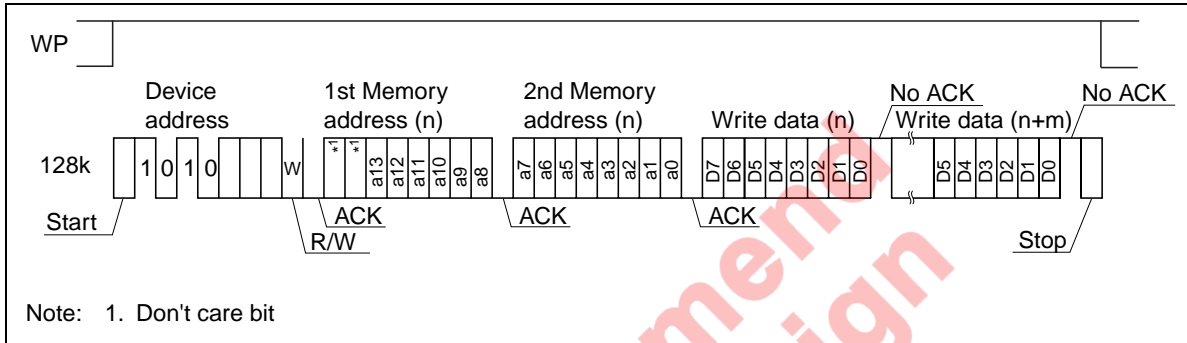 WP
Device address
1st Memory address (n)
2nd Memory address (n)
Write data (n)
No ACK
Write data (n+m)
No ACK
128k
1 0 1 0 W *1 *1 a13 a12 a11 a10 a9 a8 a7 a6 a5 a4 a3 a2 a1 a0 D7 D6 D5 D4 D3 D2 D1 D0 D5 D4 D3 D2 D1 D0
Start
R/W
ACK
ACK
ACK
Stop
mend
sign
Note: 1. Don't care bit